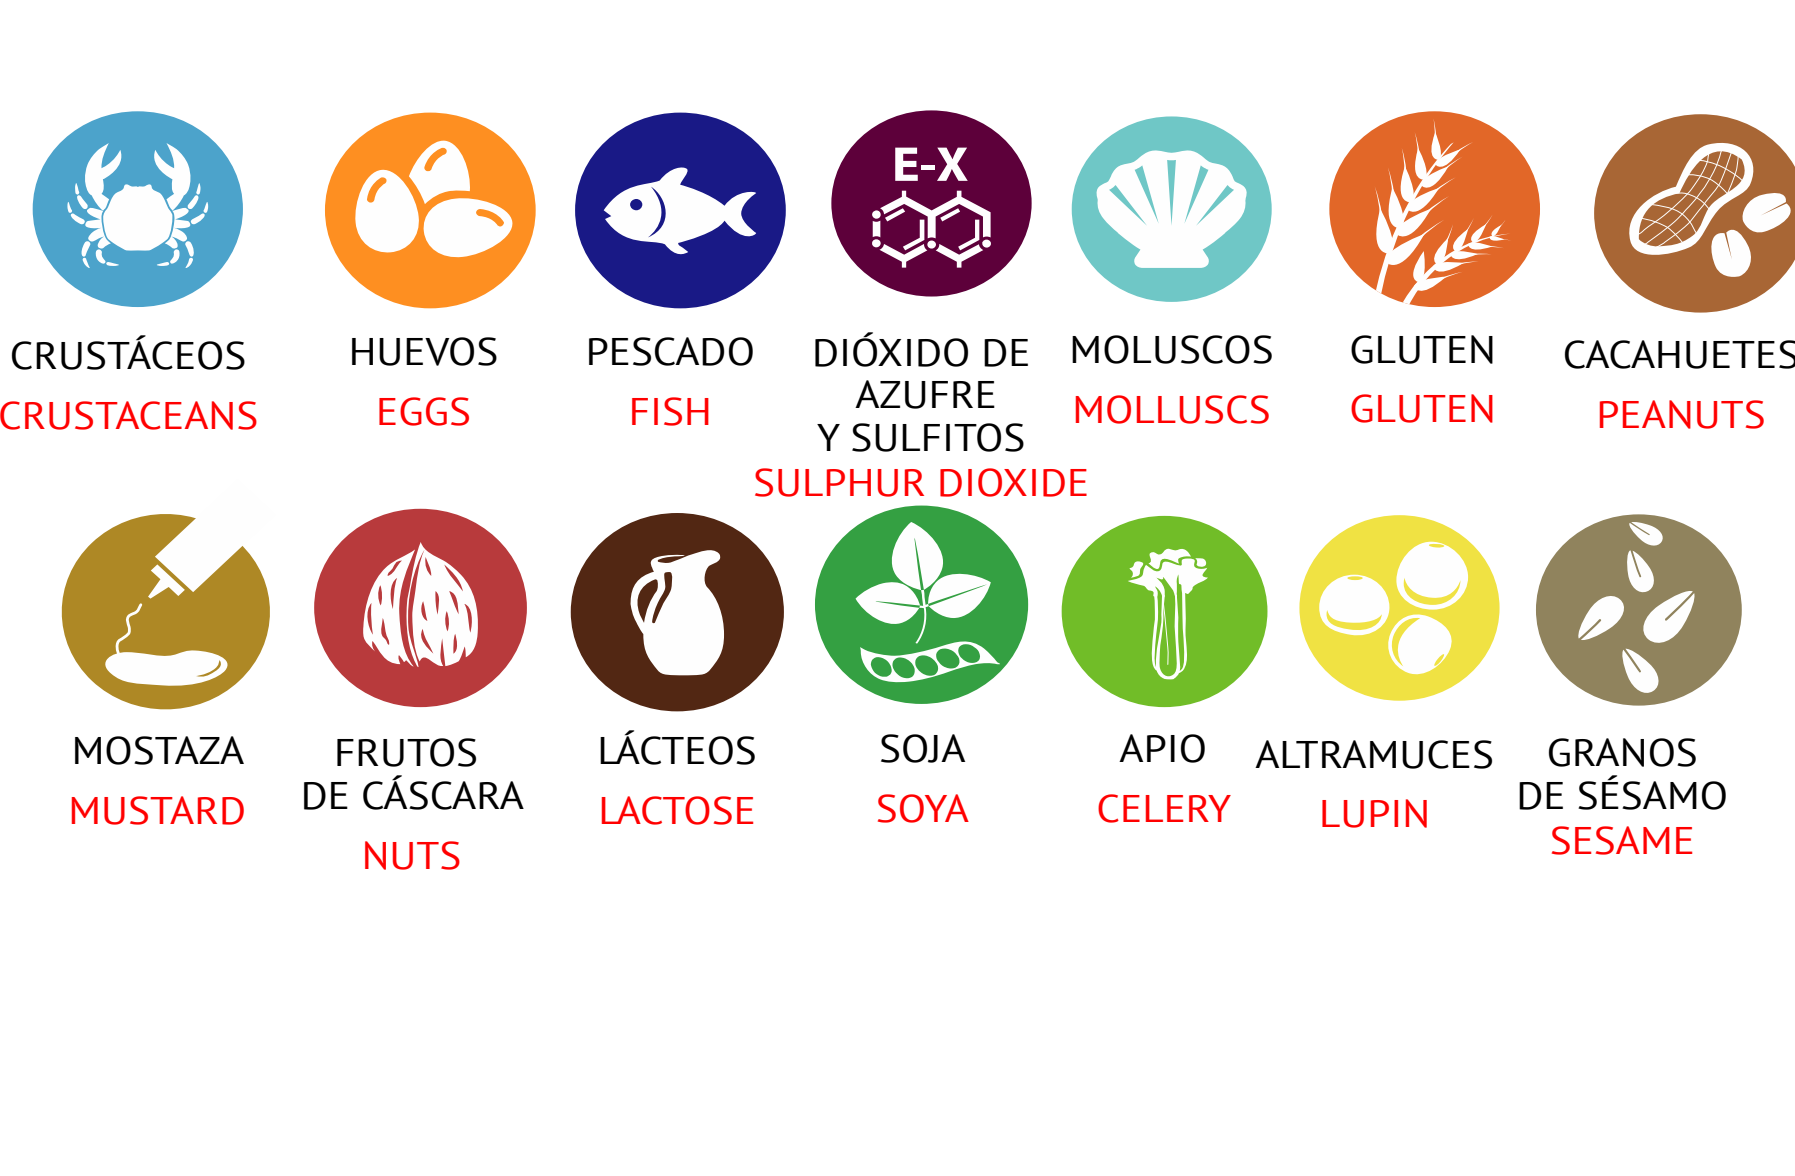 E-X
CRUSTÁCEOS
CRUSTACEANS
HUEVOS
EGGS
PESCADO
FISH
DIÓXIDO DE
AZUFRE
Y SULFITOS
SULPHUR DIOXIDE
MOLUSCOS
MOLLUSCS
GLUTEN
GLUTEN
CACAHUETES
PEANUTS
MOSTAZA
MUSTARD
FRUTOS
DE CÁSCARA
NUTS
LÁCTEOS
LACTOSE
SOJA
SOYA
APIO
CELERY
ALTRAMUCES
LUPIN
GRANOS
DE SÉSAMO
SESAME